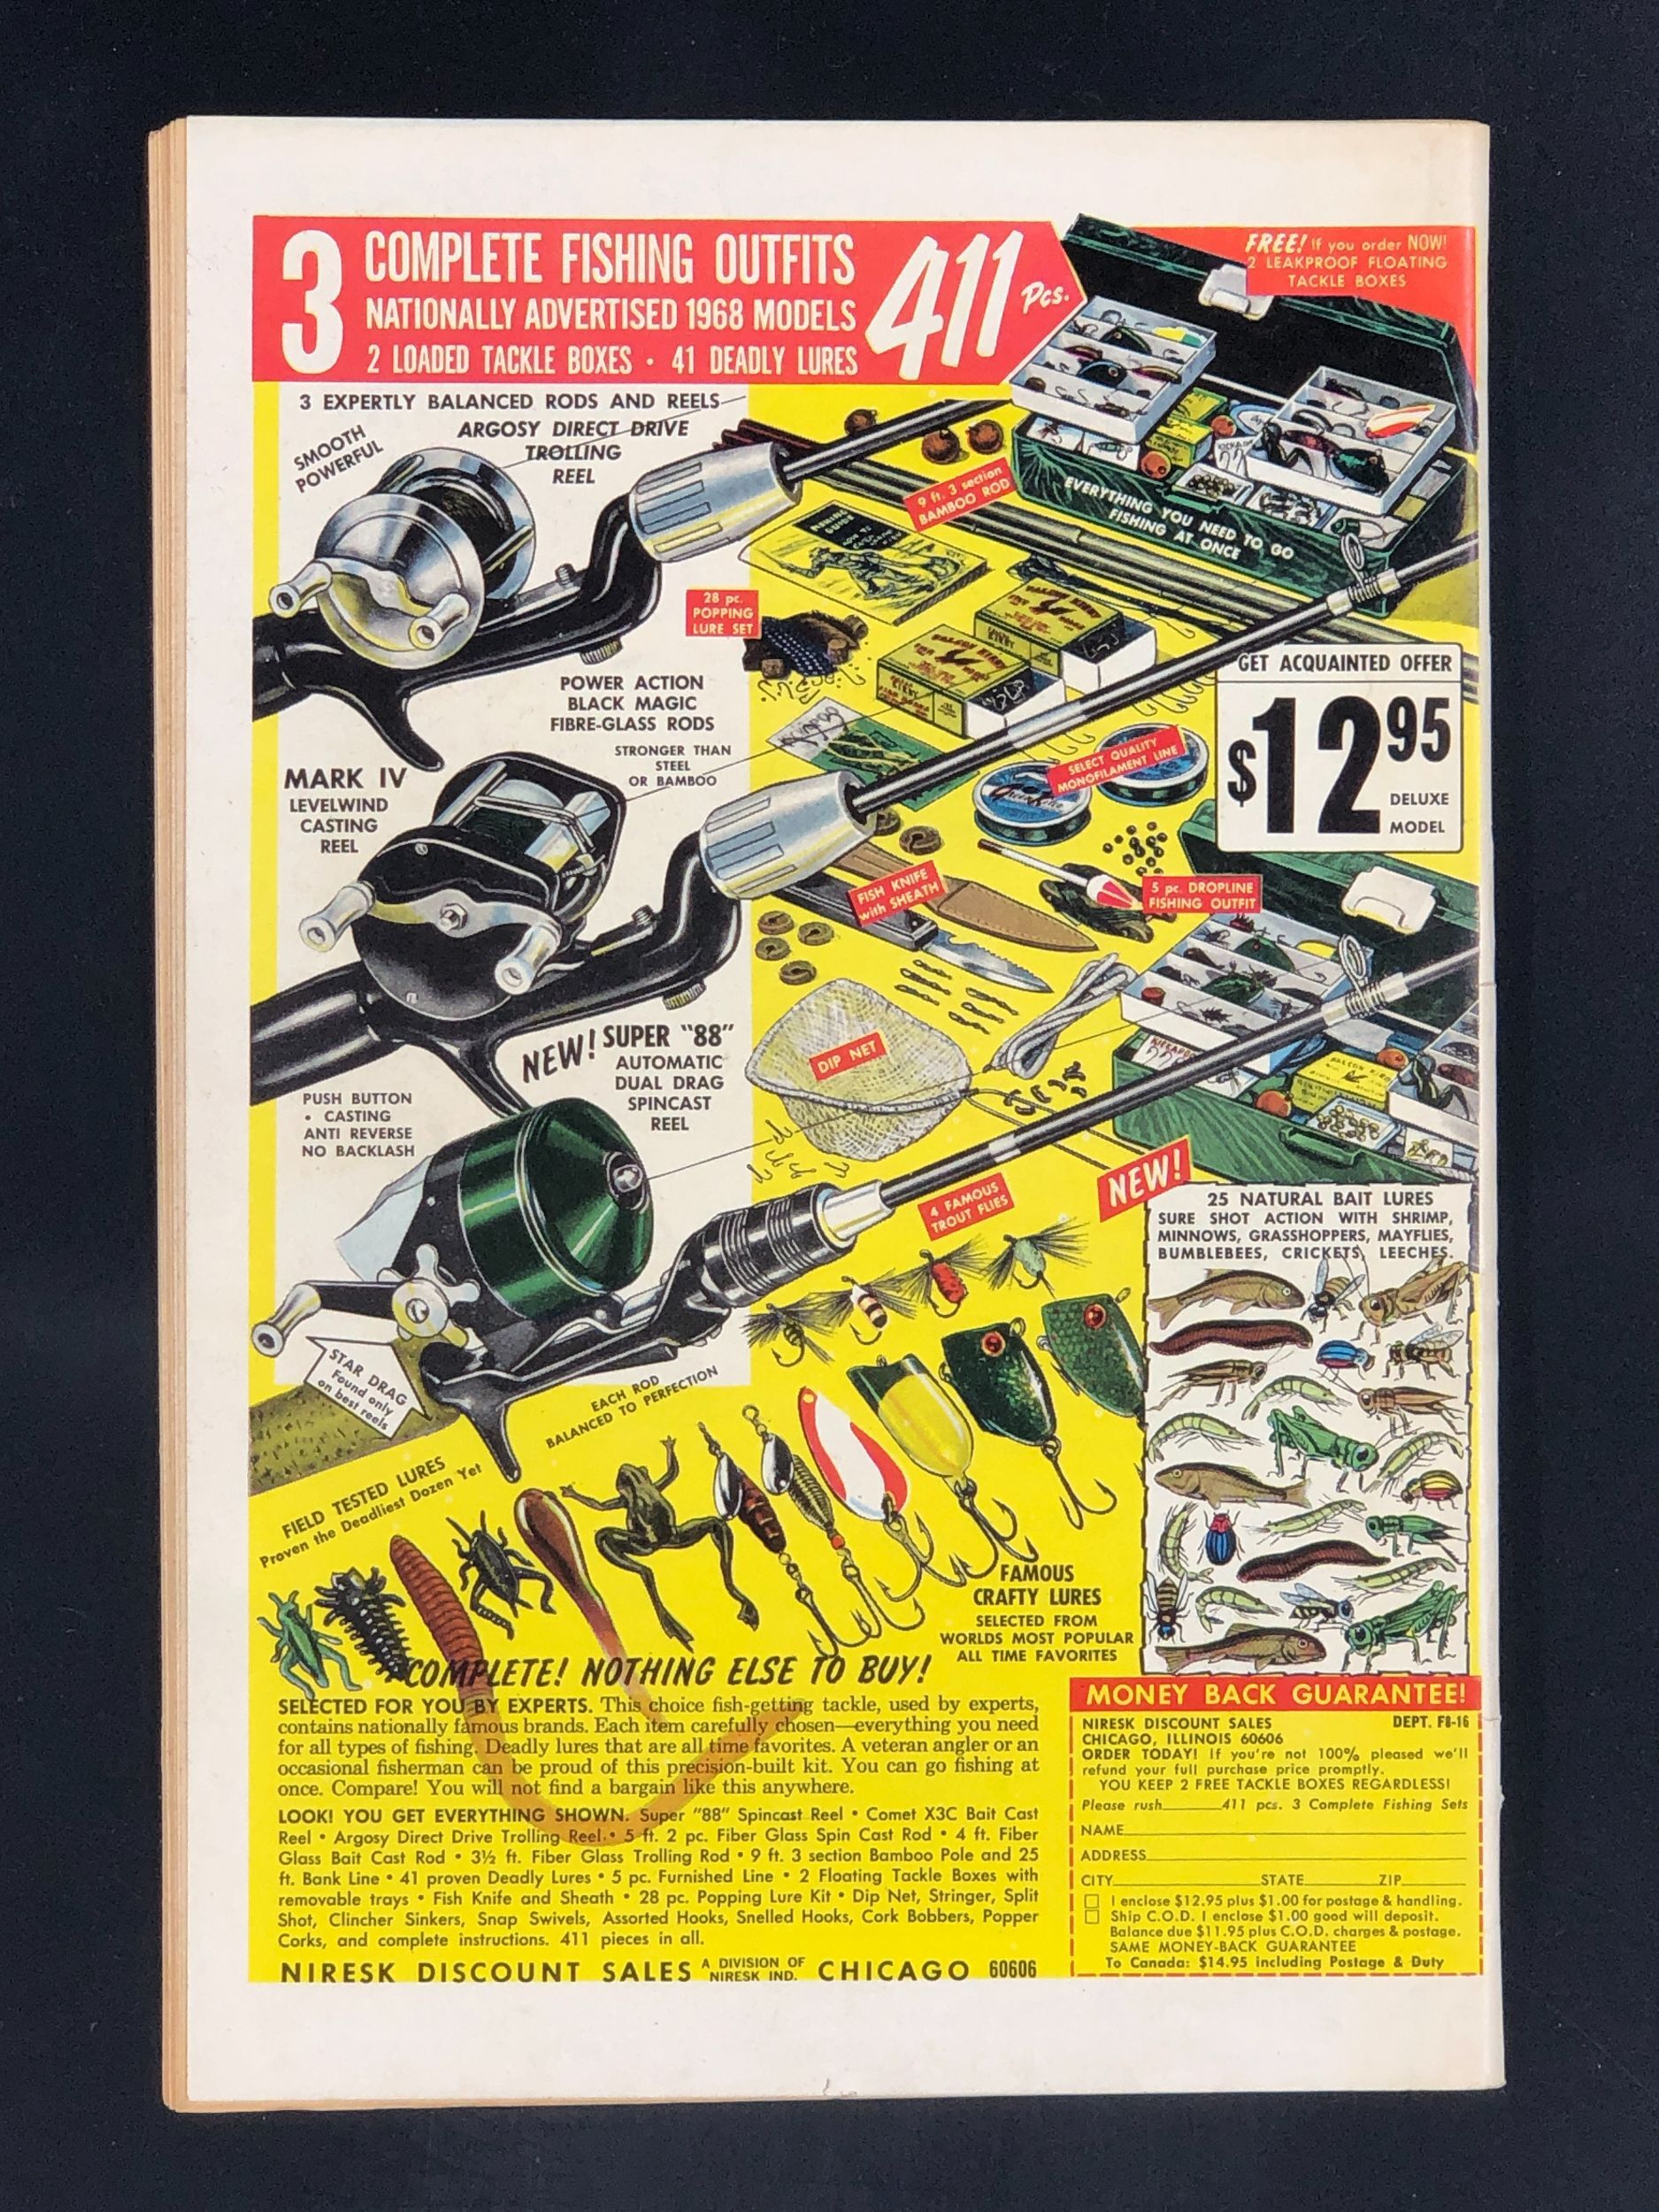 3
COMPLETE FISHING OUTFITS
NATIONALLY ADVERTISED 1968 MODELS
2 LOADED TACKLE BOXES · 41 DEADLY LURES
411 Pcs.
FREE! If you order NOW!
2 LEAKPROOF FLOATING
TACKLE BOXES
3 EXPERTLY BALANCED RODS AND REELS
SMOOTH
POWERFUL
ARGOSY DIRECT DRIVE
TROLLING
REEL
9 ft. 3 section
BAMBOO ROD
EVERYTHING YOU NEED TO GO
FISHING AT ONCE
FISHING
GUIDE
28 pc.
POPPING
LURE SET
POWER ACTION
BLACK MAGIC
FIBRE-GLASS RODS
STRONGER THAN
STEEL
OR BAMBOO
GET ACQUAINTED OFFER
$12.95
DELUXE
MODEL
SELECT QUALITY
MONOFILAMENT LINE
MARK IV
LEVELWIND
CASTING
REEL
FISH KNIFE
with SHEATH
5 pc. DROPLINE
FISHING OUTFIT
NEW! SUPER "88"
AUTOMATIC
DUAL DRAG
SPINCAST
REEL
DIP NET
PUSH BUTTON
• CASTING
ANTI REVERSE
NO BACKLASH
4 FAMOUS
TROUT FLIES
NEW!
25 NATURAL BAIT LURES
SURE SHOT ACTION WITH SHRIMP,
MINNOWS, GRASSHOPPERS, MAYFLIES,
BUMBLEBEES, CRICKETS, LEECHES.
STAR DRAG
Found only
on best reels
EACH ROD
BALANCED TO PERFECTION
FIELD TESTED LURES
Proven the Deadliest Dozen Yet
FAMOUS
CRAFTY LURES
SELECTED FROM
WORLDS MOST POPULAR
ALL TIME FAVORITES
COMPLETE! NOTHING ELSE TO BUY!
SELECTED FOR YOU BY EXPERTS. This choice fish-getting tackle, used by experts,
contains nationally famous brands. Each item carefully chosen—everything you need
for all types of fishing. Deadly lures that are all time favorites. A veteran angler or an
occasional fisherman can be proud of this precision-built kit. You can go fishing at
once. Compare! You will not find a bargain like this anywhere.
LOOK! YOU GET EVERYTHING SHOWN. Super "88" Spincast Reel • Comet X3C Bait Cast
Reel • Argosy Direct Drive Trolling Reel • 5 ft. 2 pc. Fiber Glass Spin Cast Rod • 4 ft. Fiber
Glass Bait Cast Rod • 3½ ft. Fiber Glass Trolling Rod • 9 ft. 3 section Bamboo Pole and 25
ft. Bank Line • 41 proven Deadly Lures • 5 pc. Furnished Line • 2 Floating Tackle Boxes with
removable trays • Fish Knife and Sheath • 28 pc. Popping Lure Kit • Dip Net, Stringer, Split
Shot, Clincher Sinkers, Snap Swivels, Assorted Hooks, Snelled Hooks, Cork Bobbers, Popper
Corks, and complete instructions. 411 pieces in all.
NIRESK DISCOUNT SALES A DIVISION OF NIRESK IND. CHICAGO 60606
MONEY BACK GUARANTEE!
NIRESK DISCOUNT SALES DEPT. F8-16
CHICAGO, ILLINOIS 60606
ORDER TODAY! If you're not 100% pleased we'll
refund your full purchase price promptly.
YOU KEEP 2 FREE TACKLE BOXES REGARDLESS!
Please rush______411 pcs. 3 Complete Fishing Sets
NAME
ADDRESS
CITY STATE ZIP
☐ I enclose $12.95 plus $1.00 for postage & handling.
☐ Ship C.O.D. I enclose $1.00 good will deposit.
Balance due $11.95 plus C.O.D. charges & postage.
SAME MONEY-BACK GUARANTEE
To Canada: $14.95 including Postage & Duty